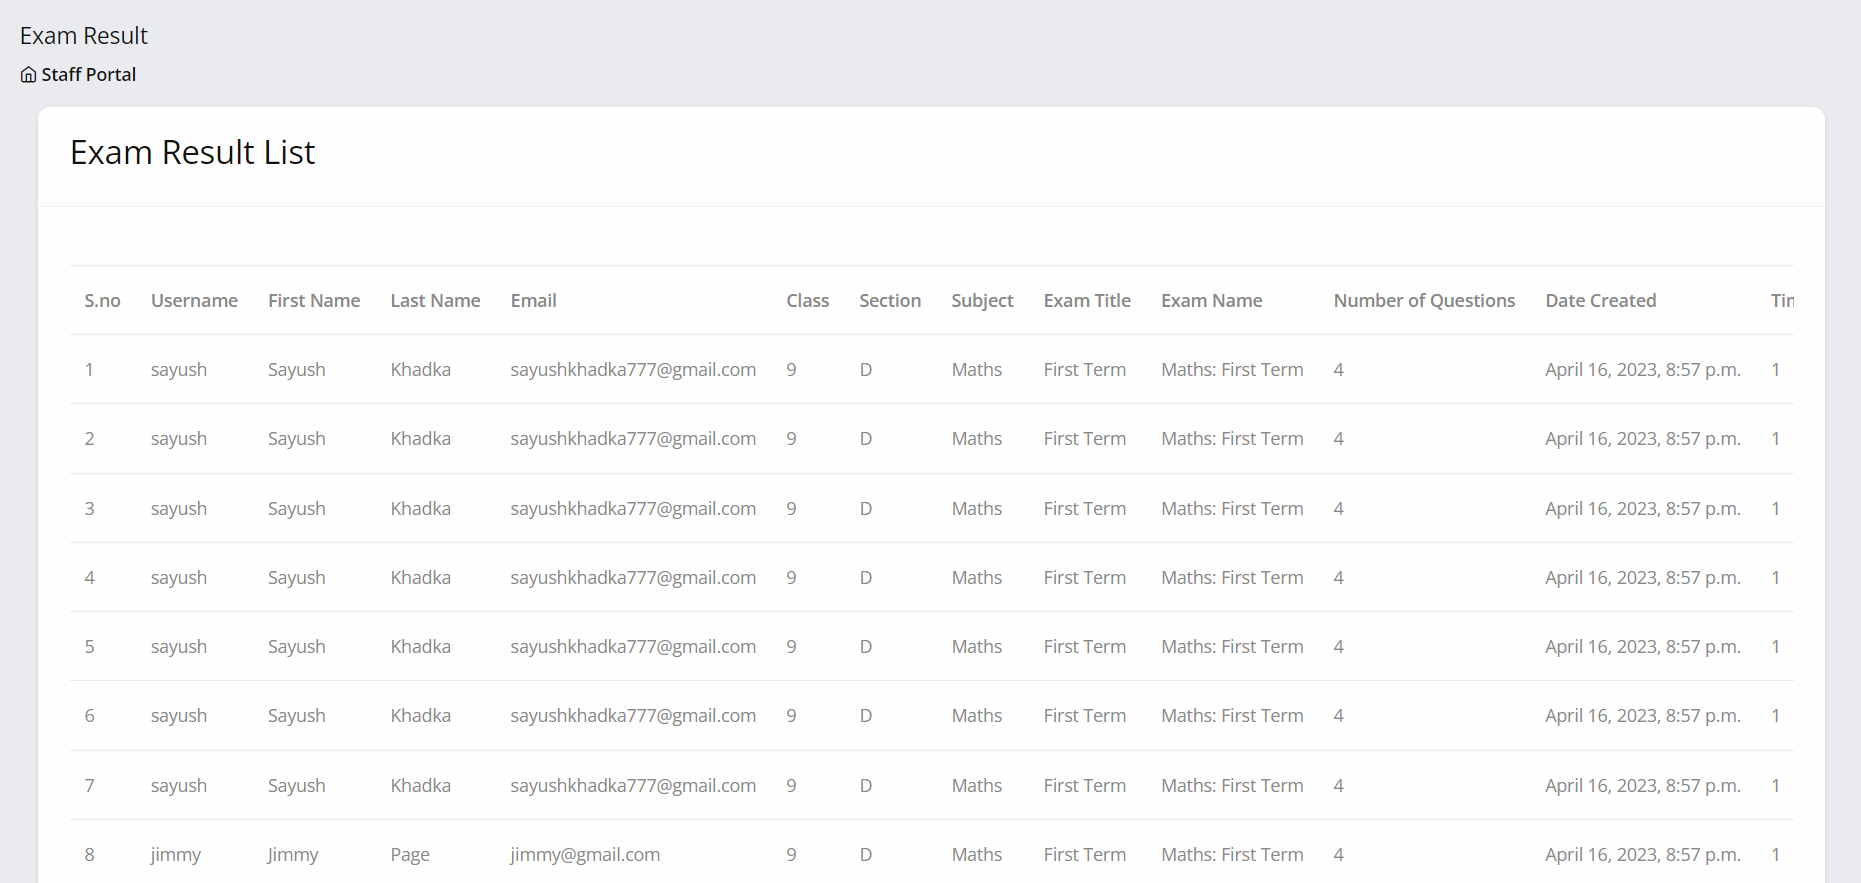 Exam Result
Staff Portal
Exam Result List
S.no Username First Name Last Name Email Class Section Subject Exam Title Exam Name Number of Questions Date Created
1 sayush Sayush Khadka sayushkhadka777@gmail.com 9 D Maths First Term Maths: First Term 4 April 16, 2023, 8:57 p.m. 1
2 sayush Sayush Khadka sayushkhadka777@gmail.com 9 D Maths First Term Maths: First Term 4 April 16, 2023, 8:57 p.m. 1
3 sayush Sayush Khadka sayushkhadka777@gmail.com 9 D Maths First Term Maths: First Term 4 April 16, 2023, 8:57 p.m. 1
4 sayush Sayush Khadka sayushkhadka777@gmail.com 9 D Maths First Term Maths: First Term 4 April 16, 2023, 8:57 p.m. 1
5 sayush Sayush Khadka sayushkhadka777@gmail.com 9 D Maths First Term Maths: First Term 4 April 16, 2023, 8:57 p.m. 1
6 sayush Sayush Khadka sayushkhadka777@gmail.com 9 D Maths First Term Maths: First Term 4 April 16, 2023, 8:57 p.m. 1
7 sayush Sayush Khadka sayushkhadka777@gmail.com 9 D Maths First Term Maths: First Term 4 April 16, 2023, 8:57 p.m. 1
8 jimmy Jimmy Page jimmy@gmail.com 9 D Maths First Term Maths: First Term 4 April 16, 2023, 8:57 p.m. 1